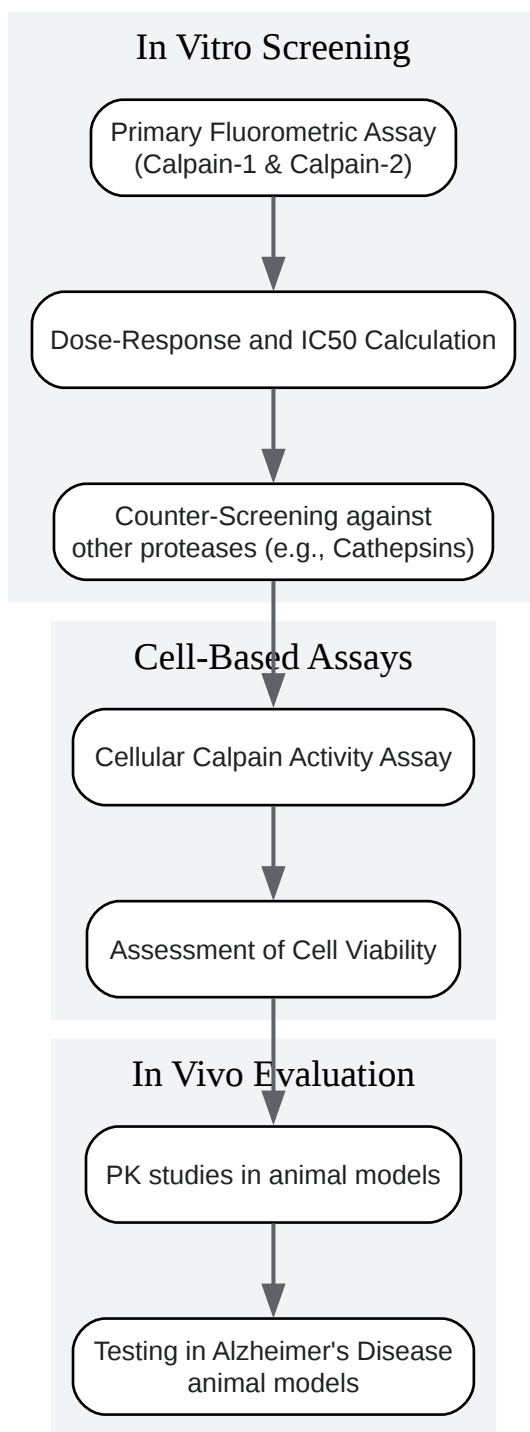 In Vitro Screening
Primary Fluorometric Assay
(Calpain-1 & Calpain-2)
Dose-Response and IC50 Calculation
Counter-Screening against
other proteases (e.g., Cathepsins)
Cell-Based Assays
Cellular Calpain Activity Assay
Assessment of Cell Viability
In Vivo Evaluation
PK studies in animal models
Testing in Alzheimer's Disease
animal models